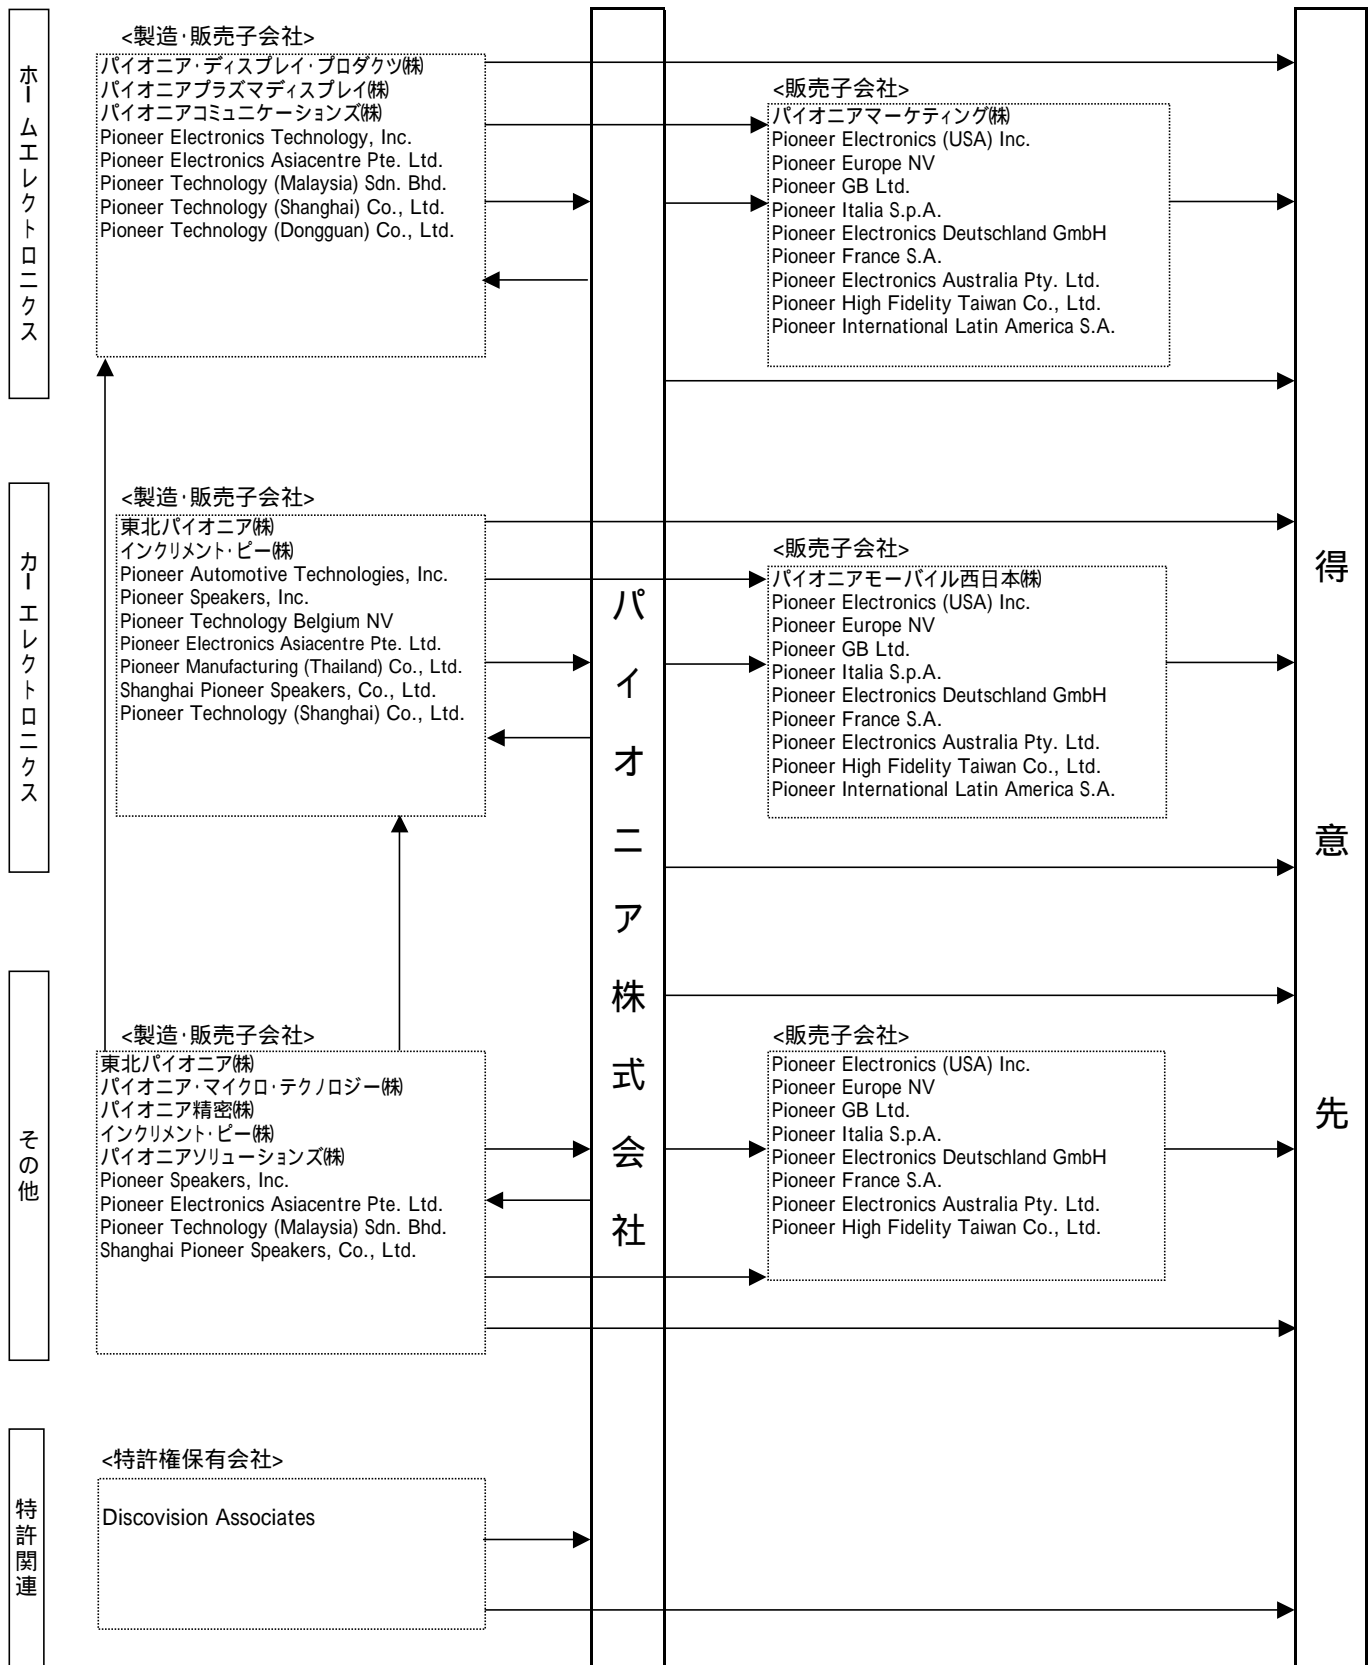 ホームエレクトロニクス
<製造・販売子会社>
パイオニア・ディスプレイ・プロダクツ㈱
パイオニアプラズマディスプレイ㈱
パイオニアコミュニケーションズ㈱
Pioneer Electronics Technology, Inc.
Pioneer Electronics Asiacentre Pte. Ltd.
Pioneer Technology (Malaysia) Sdn. Bhd.
Pioneer Technology (Shanghai) Co., Ltd.
Pioneer Technology (Dongguan) Co., Ltd.
<販売子会社>
パイオニアマーケティング㈱
Pioneer Electronics (USA) Inc.
Pioneer Europe NV
Pioneer GB Ltd.
Pioneer Italia S.p.A.
Pioneer Electronics Deutschland GmbH
Pioneer France S.A.
Pioneer Electronics Australia Pty. Ltd.
Pioneer High Fidelity Taiwan Co., Ltd.
Pioneer International Latin America S.A.
カーエレクトロニクス
<製造・販売子会社>
東北パイオニア㈱
インクリメント・ピー㈱
Pioneer Automotive Technologies, Inc.
Pioneer Speakers, Inc.
Pioneer Technology Belgium NV
Pioneer Electronics Asiacentre Pte. Ltd.
Pioneer Manufacturing (Thailand) Co., Ltd.
Shanghai Pioneer Speakers, Co., Ltd.
Pioneer Technology (Shanghai) Co., Ltd.
<販売子会社>
パイオニアモーバイル西日本㈱
Pioneer Electronics (USA) Inc.
Pioneer Europe NV
Pioneer GB Ltd.
Pioneer Italia S.p.A.
Pioneer Electronics Deutschland GmbH
Pioneer France S.A.
Pioneer Electronics Australia Pty. Ltd.
Pioneer High Fidelity Taiwan Co., Ltd.
Pioneer International Latin America S.A.
その他
<製造・販売子会社>
東北パイオニア㈱
パイオニア・マイクロ・テクノロジー㈱
パイオニア精密㈱
インクリメント・ピー㈱
パイオニアソリューションズ㈱
Pioneer Speakers, Inc.
Pioneer Electronics Asiacentre Pte. Ltd.
Pioneer Technology (Malaysia) Sdn. Bhd.
Shanghai Pioneer Speakers, Co., Ltd.
<販売子会社>
Pioneer Electronics (USA) Inc.
Pioneer Europe NV
Pioneer GB Ltd.
Pioneer Italia S.p.A.
Pioneer Electronics Deutschland GmbH
Pioneer France S.A.
Pioneer Electronics Australia Pty. Ltd.
Pioneer High Fidelity Taiwan Co., Ltd.
特許関連
<特許権保有会社>
Discovision Associates
パイオニア株式会社
得意先